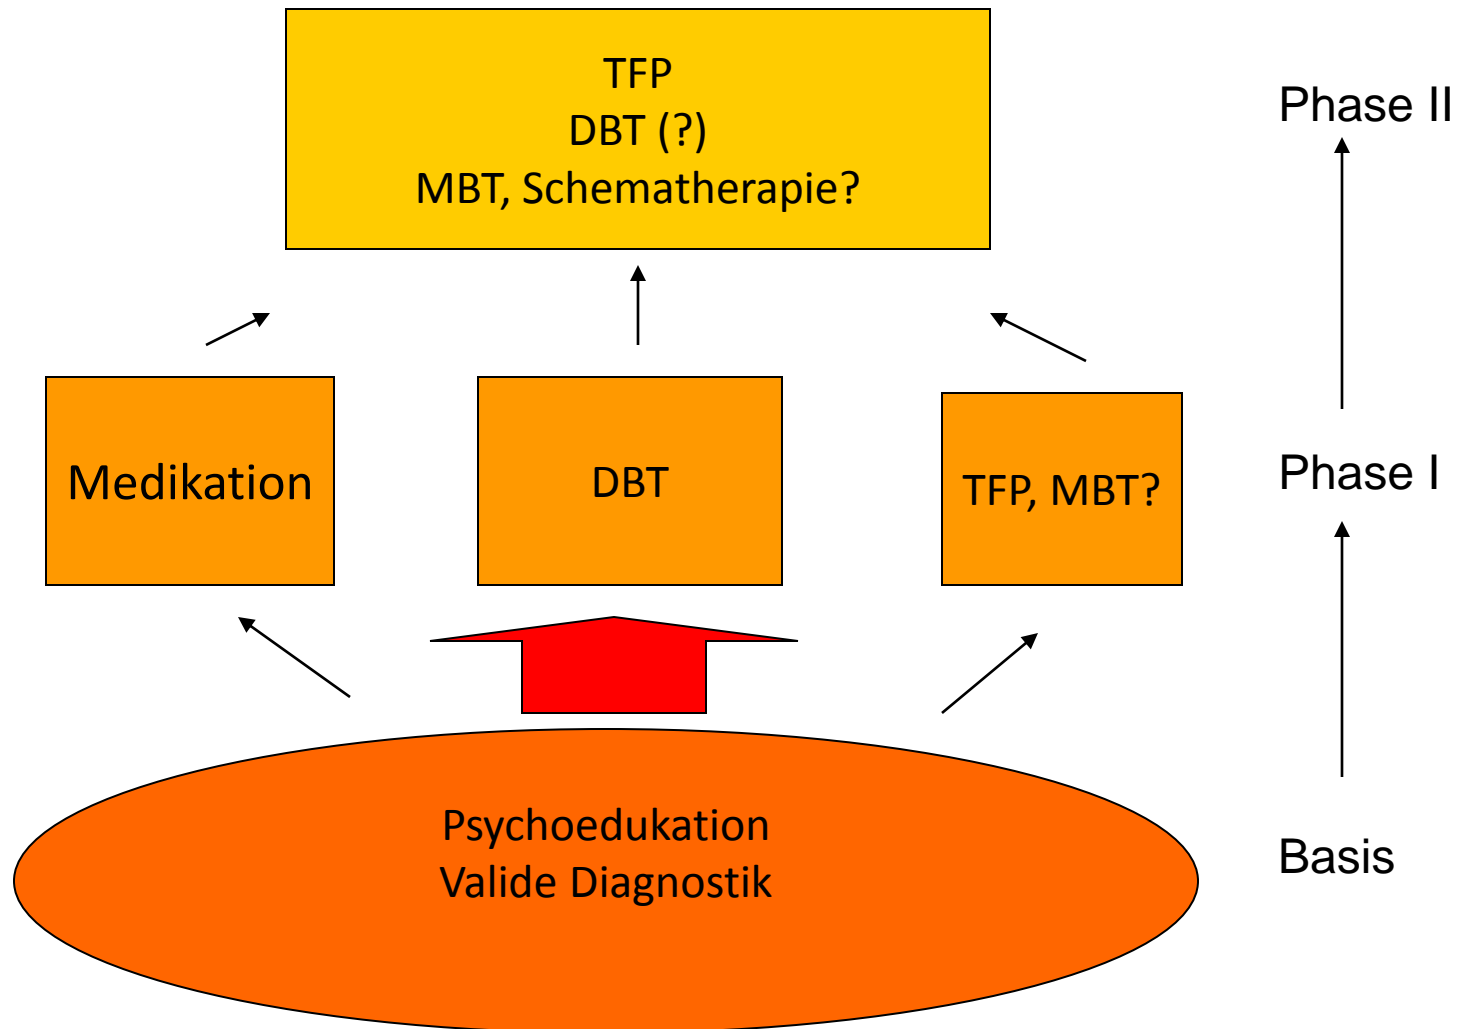 TFP
DBT (?)
MBT, Schematherapie?
Phase II
Medikation
DBT
TFP, MBT?
Phase I
Psychoedukation
Valide Diagnostik
Basis